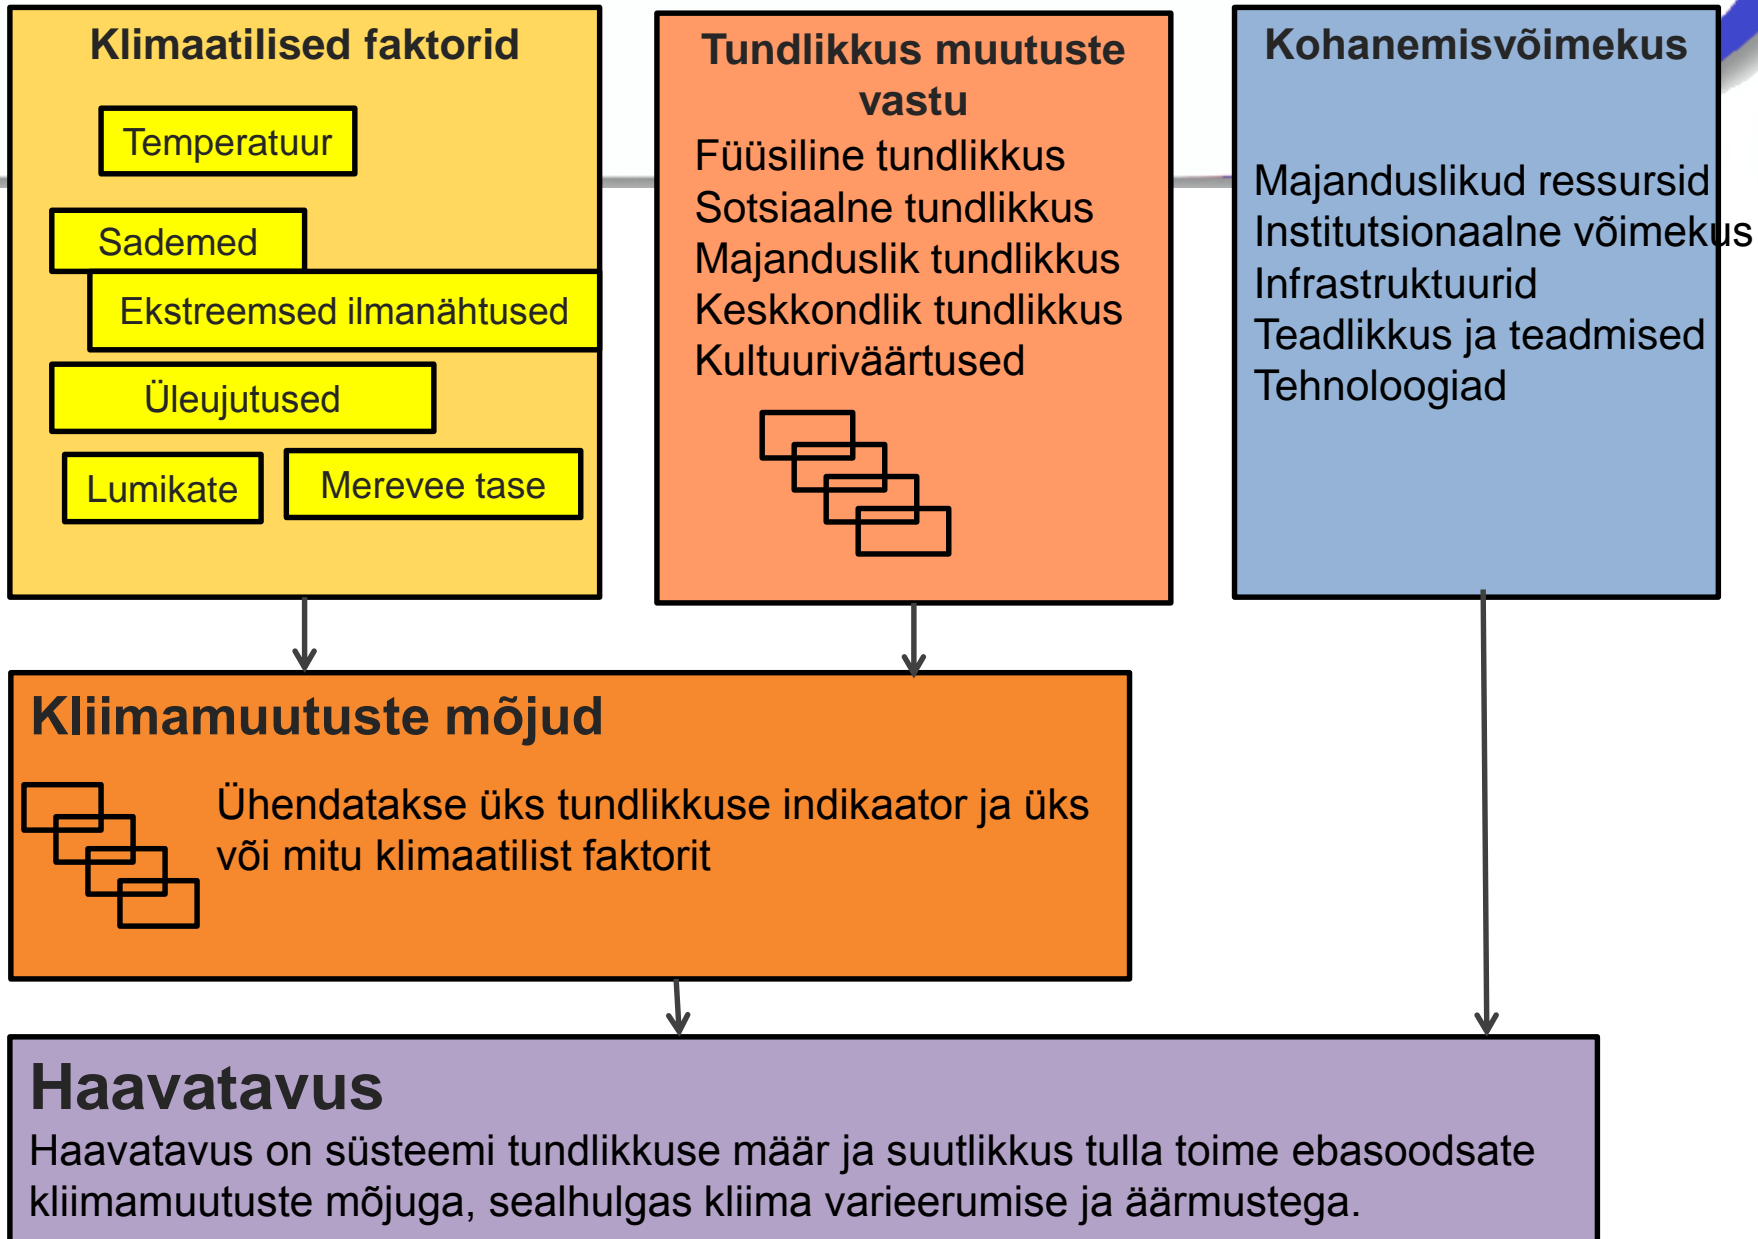 Klimaatilised faktorid
Temperatuur
Sademed
Ekstreemsed ilmanähtused
Üleujutused
Lumikate
Merevee tase
Tundlikkus muutuste
vastu
Füüsiline tundlikkus
Sotsiaalne tundlikkus
Majanduslik tundlikkus
Keskkondlik tundlikkus
Kultuuriväärtused
Kohanemisvõimekus
Majanduslikud ressursid
Institutsionaalne võimekus
Infrastruktuurid
Teadlikkus ja teadmised
Tehnoloogiad
Kliimamuutuste mõjud
Ühendatakse üks tundlikkuse indikaator ja üks
või mitu klimaatilist faktorit
Haavatavus
Haavatavus on süsteemi tundlikkuse määr ja suutlikkus tulla toime ebasoodsate
kliimamuutuste mõjuga, sealhulgas kliima varieerumise ja äärmustega.